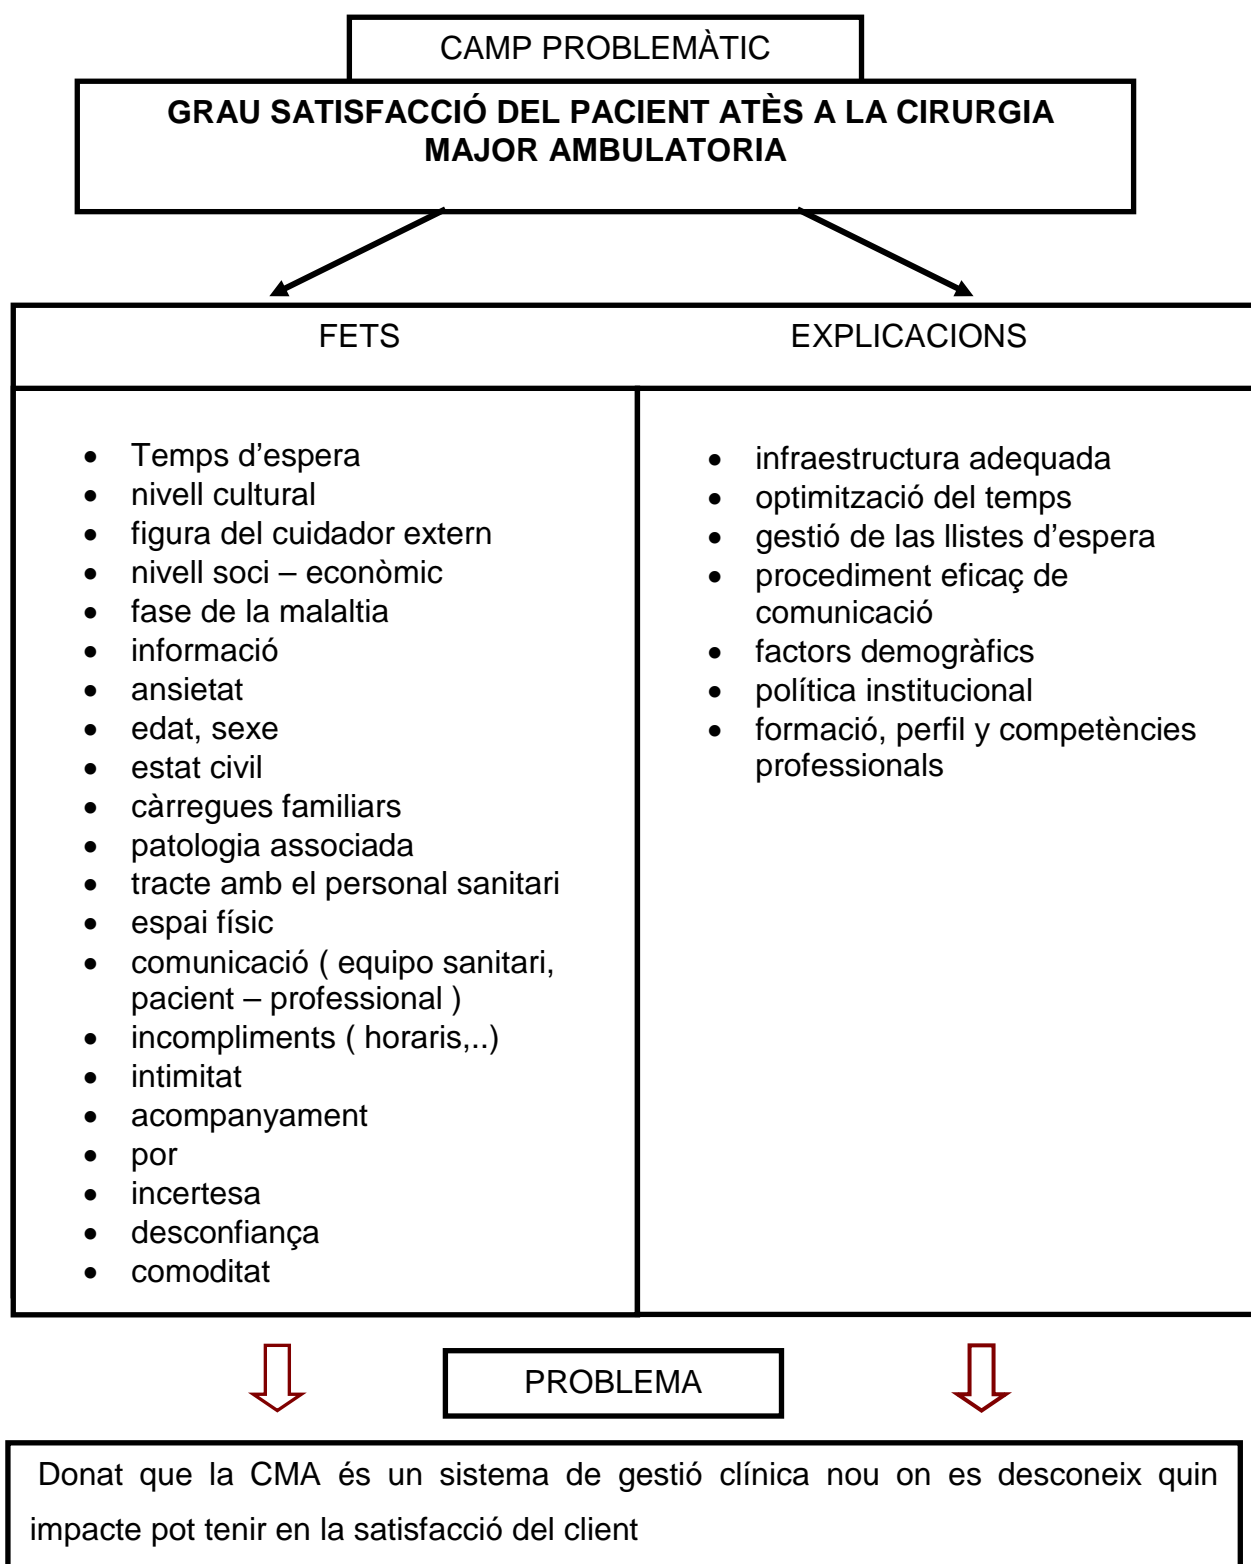 CAMP PROBLEMÀTIC
GRAU SATISFACCIÓ DEL PACIENT ATÈS A LA CIRURGIA
MAJOR AMBULATORIA
FETS
EXPLICACIONS
• Temps d’espera
• nivell cultural
• figura del cuidador extern
• nivell soci – econòmic
• fase de la malaltia
• informació
• ansietat
• edat, sexe
• estat civil
• càrregues familiars
• patologia associada
• tracte amb el personal sanitari
• espai físic
• comunicació ( equipo sanitari,
pacient – professional )
• incompliments ( horaris,..)
• intimitat
• acompanyament
• por
• incertesa
• desconfiança
• comoditat
• infraestructura adequada
• optimització del temps
• gestió de las llistes d’espera
• procediment eficaç de
comunicació
• factors demogràfics
• política institucional
• formació, perfil y competències
professionals
PROBLEMA
Donat que la CMA és un sistema de gestió clínica nou on es desconeix quin
impacte pot tenir en la satisfacció del client